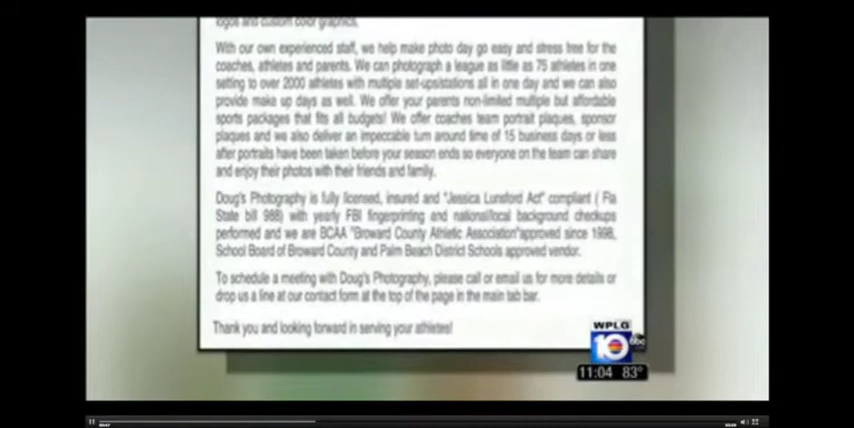 logos and custom color graphics.
With our own experienced staff, we help make photo day go easy and stress free for the
coaches, athletes and parents. We can photograph a league as little as 75 athletes in one
setting to over 2000 athletes with multiple set-ups/stations all in one day and we can also
provide make up days as well. We offer your parents non-limited multiple but affordable
sports packages that fits all budgets! We offer coaches team portrait plaques, sponsor
plaques and we also deliver an impeccable turn around time of 15 business days or less
after portraits have been taken before your season ends so everyone on the team can share
and enjoy their photos with their friends and family.
Doug's Photography is fully licensed, insured and "Jessica Lunsford Act" compliant ( Fla
State bill 988) with yearly FBI fingerprinting and national/local background checkups
performed and we are BCAA "Broward County Athletic Association"approved since 1998,
School Board of Broward County and Palm Beach District Schools approved vendor.
To schedule a meeting with Doug's Photography, please call or email us for more details or
drop us a line at our contact form at the top of the page in the main tab bar.
Thank you and looking forward in serving your athletes!
WPLG
10 abc
11:04 83°